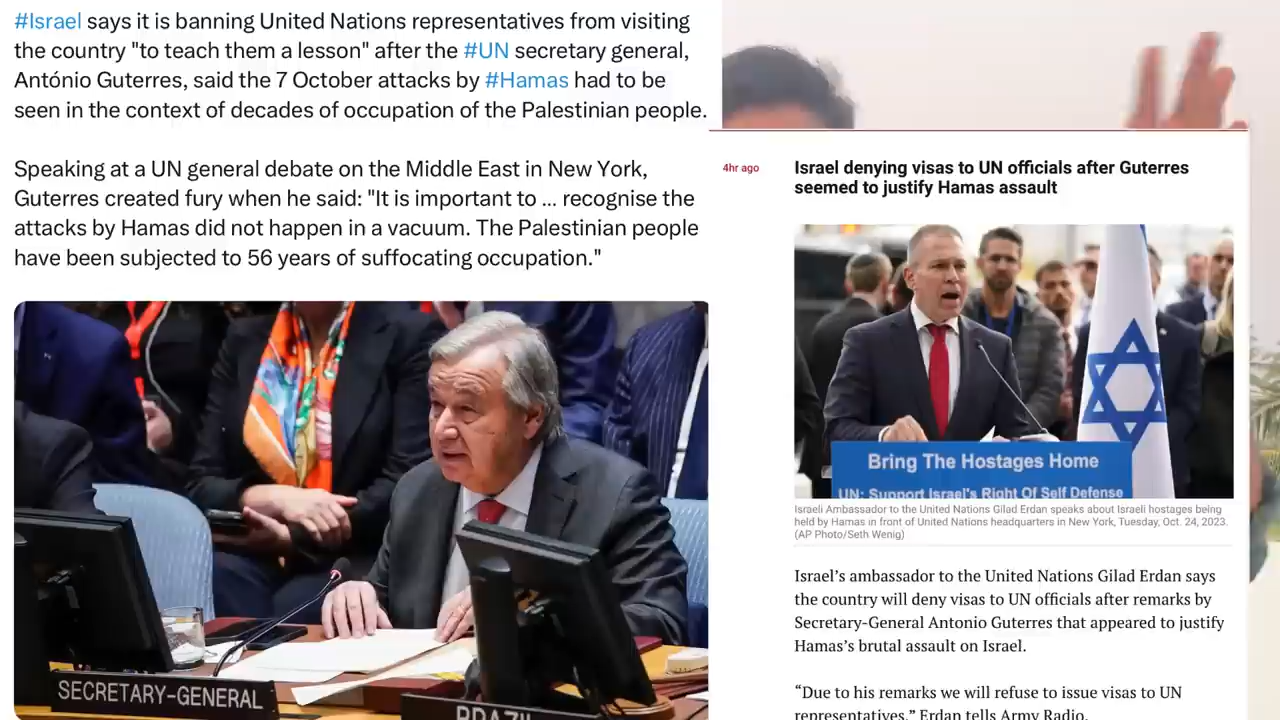 #Israel says it is banning United Nations representatives from visiting
the country "to teach them a lesson" after the #UN secretary general,
António Guterres, said the 7 October attacks by #Hamas had to be
seen in the context of decades of occupation of the Palestinian people.
Speaking at a UN general debate on the Middle East in New York,
Guterres created fury when he said: "It is important to ... recognise the
attacks by Hamas did not happen in a vacuum. The Palestinian people
have been subjected to 56 years of suffocating occupation."
SECRETARY-GENERAL
BRAZIL
4hr ago
Israel denying visas to UN officials after Guterres
seemed to justify Hamas assault
Bring The Hostages Home
UN: Support Israel's Right Of Self Defense
Israeli Ambassador to the United Nations Gilad Erdan speaks about Israeli hostages being
held by Hamas in front of United Nations headquarters in New York, Tuesday, Oct. 24, 2023.
(AP Photo/Seth Wenig)
Israel’s ambassador to the United Nations Gilad Erdan says
the country will deny visas to UN officials after remarks by
Secretary-General Antonio Guterres that appeared to justify
Hamas’s brutal assault on Israel.
“Due to his remarks we will refuse to issue visas to UN
representatives,” Erdan tells Army Radio.